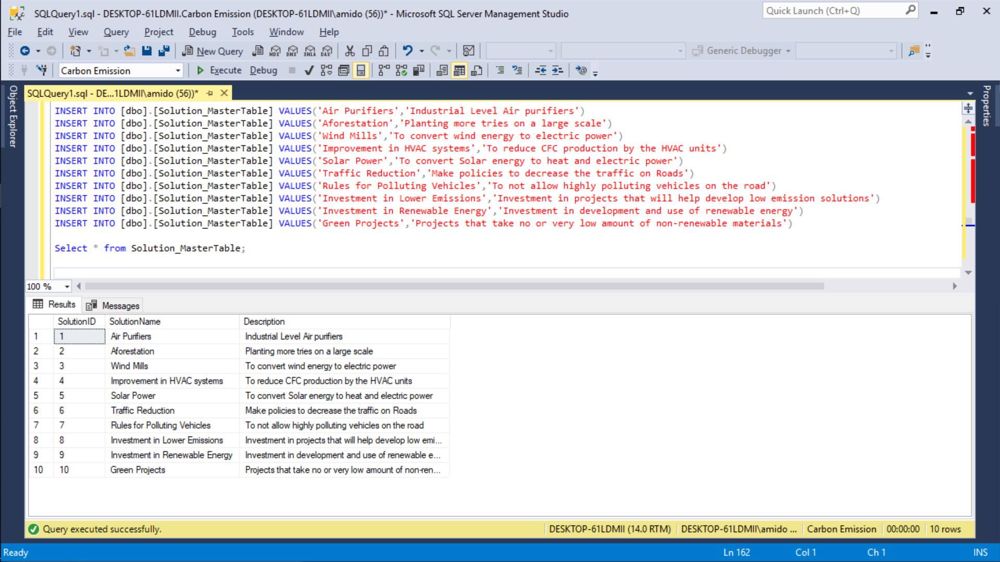 SQLQuery1.sql - DESKTOP-61LDMII.Carbon Emission (DESKTOP-61LDMII\amido (56))* - Microsoft SQL Server Management Studio
Quick Launch (Ctrl+Q)
File Edit View Query Project Debug Tools Window Help
New Query MDX DMX XMLA DAX Generic Debugger
Carbon Emission Execute Debug
Object Explorer
SQLQuery1.sql - DE...1LDMII\amido (56))*
Properties
INSERT INTO [dbo].[Solution_MasterTable] VALUES('Air Purifiers','Industrial Level Air purifiers')
INSERT INTO [dbo].[Solution_MasterTable] VALUES('Aforestation','Planting more tries on a large scale')
INSERT INTO [dbo].[Solution_MasterTable] VALUES('Wind Mills','To convert wind energy to electric power')
INSERT INTO [dbo].[Solution_MasterTable] VALUES('Improvement in HVAC systems','To reduce CFC production by the HVAC units')
INSERT INTO [dbo].[Solution_MasterTable] VALUES('Solar Power','To convert Solar energy to heat and electric power')
INSERT INTO [dbo].[Solution_MasterTable] VALUES('Traffic Reduction','Make policies to decrease the traffic on Roads')
INSERT INTO [dbo].[Solution_MasterTable] VALUES('Rules for Polluting Vehicles','To not allow highly polluting vehicles on the road')
INSERT INTO [dbo].[Solution_MasterTable] VALUES('Investment in Lower Emissions','Investment in projects that will help develop low emission solutions')
INSERT INTO [dbo].[Solution_MasterTable] VALUES('Investment in Renewable Energy','Investment in development and use of renewable energy')
INSERT INTO [dbo].[Solution_MasterTable] VALUES('Green Projects','Projects that take no or very low amount of non-renewable materials')
Select * from Solution_MasterTable;
100 %
Results Messages
SolutionID SolutionName Description
1 1 Air Purifiers Industrial Level Air purifiers
2 2 Aforestation Planting more tries on a large scale
3 3 Wind Mills To convert wind energy to electric power
4 4 Improvement in HVAC systems To reduce CFC production by the HVAC units
5 5 Solar Power To convert Solar energy to heat and electric power
6 6 Traffic Reduction Make policies to decrease the traffic on Roads
7 7 Rules for Polluting Vehicles To not allow highly polluting vehicles on the road
8 8 Investment in Lower Emissions Investment in projects that will help develop low emi...
9 9 Investment in Renewable Energy Investment in development and use of renewable e...
10 10 Green Projects Projects that take no or very low amount of non-ren...
Query executed successfully. DESKTOP-61LDMII (14.0 RTM) DESKTOP-61LDMII\amido ... Carbon Emission 00:00:00 10 rows
Ready Ln 162 Col 1 Ch 1 INS